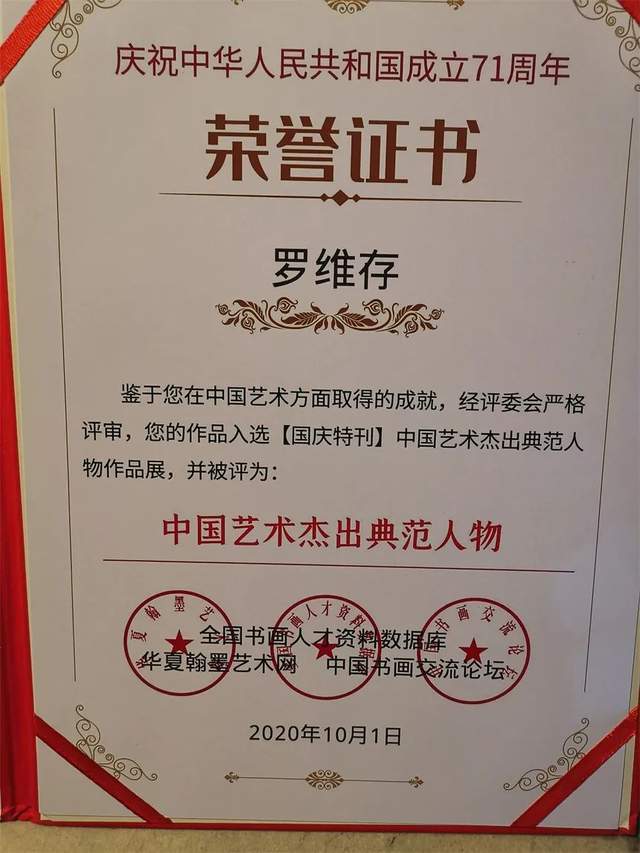 庆祝中华人民共和国成立71周年
荣誉证书
罗维存
鉴于您在中国艺术方面取得的成就，经评委会严格
评审，您的作品入选【国庆特刊】中国艺术杰出典范人
物作品展，并被评为：
中国艺术杰出典范人物
全国书画人才资料数据库
华夏翰墨艺术网 中国书画交流论坛
2020年10月1日